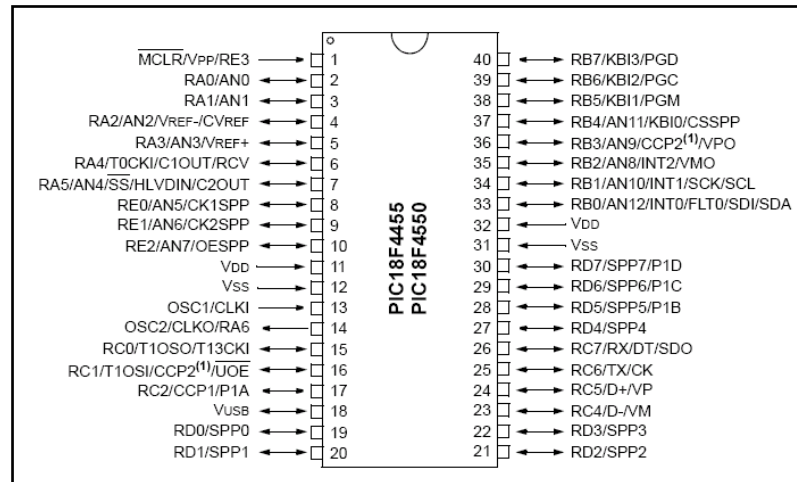 MCLR/VPP/RE3 1
RA0/AN0 2
RA1/AN1 3
RA2/AN2/VREF-/CVREF 4
RA3/AN3/VREF+ 5
RA4/T0CKI/C1OUT/RCV 6
RA5/AN4/SS/HLVDIN/C2OUT 7
RE0/AN5/CK1SPP 8
RE1/AN6/CK2SPP 9
RE2/AN7/OESPP 10
VDD 11
VSS 12
OSC1/CLKI 13
OSC2/CLKO/RA6 14
RC0/T1OSO/T13CKI 15
RC1/T1OSI/CCP2(1)/UOE 16
RC2/CCP1/P1A 17
VUSB 18
RD0/SPP0 19
RD1/SPP1 20
PIC18F4455
PIC18F4550
40 RB7/KBI3/PGD
39 RB6/KBI2/PGC
38 RB5/KBI1/PGM
37 RB4/AN11/KBI0/CSSPP
36 RB3/AN9/CCP2(1)/VPO
35 RB2/AN8/INT2/VMO
34 RB1/AN10/INT1/SCK/SCL
33 RB0/AN12/INT0/FLT0/SDI/SDA
32 VDD
31 VSS
30 RD7/SPP7/P1D
29 RD6/SPP6/P1C
28 RD5/SPP5/P1B
27 RD4/SPP4
26 RC7/RX/DT/SDO
25 RC6/TX/CK
24 RC5/D+/VP
23 RC4/D-/VM
22 RD3/SPP3
21 RD2/SPP2